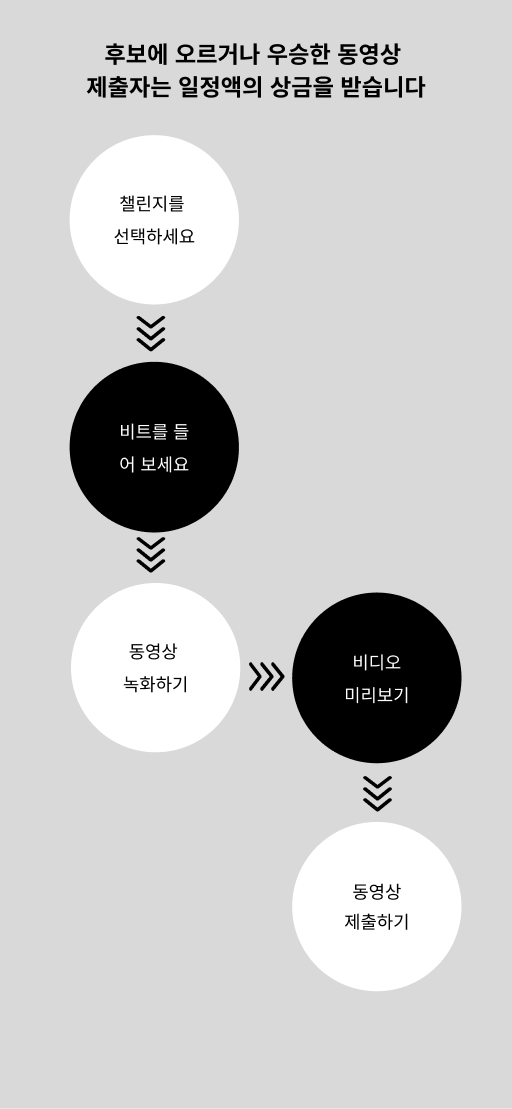 후보에 오르거나 우승한 동영상
제출자는 일정액의 상금을 받습니다
챌린지를
선택하세요
비트를 들
어 보세요
동영상
녹화하기
비디오
미리보기
동영상
제출하기